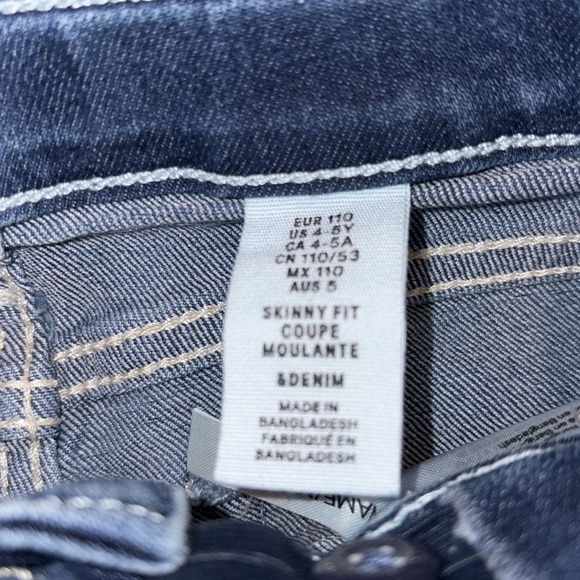 EUR 110
US 4-5Y
CA 4-5A
CN 110/53
MX 110
AUS 5
SKINNY FIT
COUPE
MOULANTE
&DENIM
MADE IN
BANGLADESH
FABRIQUÉ EN
BANGLADESH